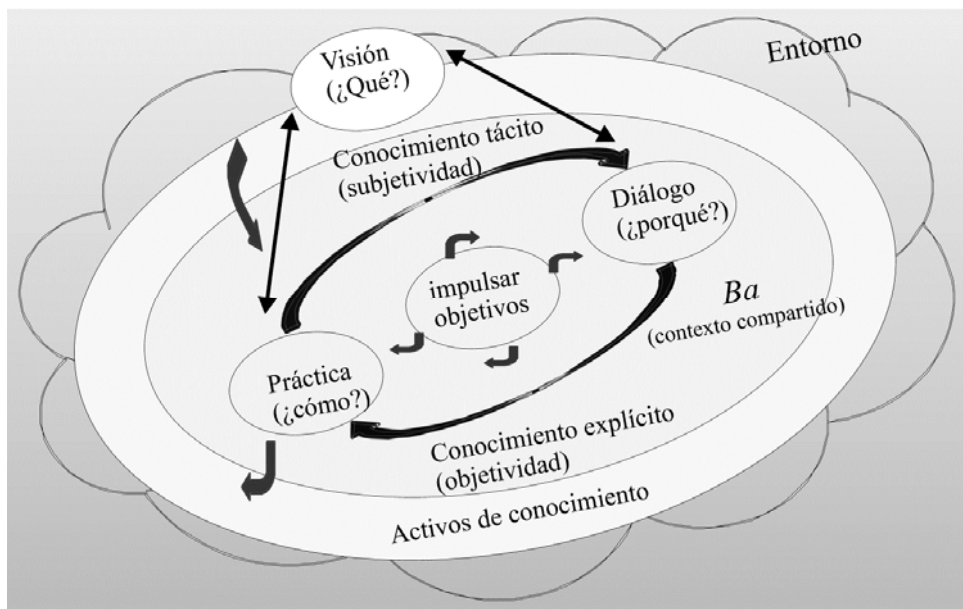 Entorno
Visión
(¿Qué?)
Conocimiento tácito
(subjetividad)
Diálogo
(¿porqué?)
impulsar
objetivos
Ba
(contexto compartido)
Práctica
(¿cómo?)
Conocimiento explícito
(objetividad)
Activos de conocimiento